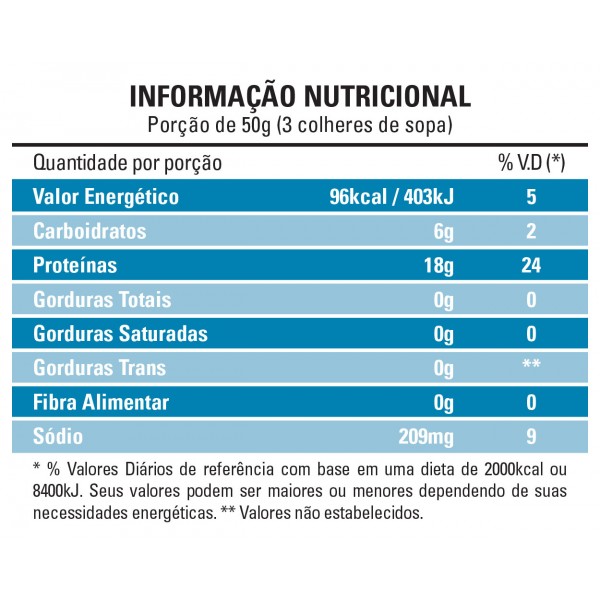 INFORMAÇÃO NUTRICIONAL
Porção de 50g (3 colheres de sopa)
Quantidade por porção % V.D (*)
Valor Energético 96kcal / 403kJ 5
Carboidratos 6g 2
Proteínas 18g 24
Gorduras Totais 0g 0
Gorduras Saturadas 0g 0
Gorduras Trans 0g **
Fibra Alimentar 0g 0
Sódio 209mg 9
* % Valores Diários de referência com base em uma dieta de 2000kcal ou
8400kJ. Seus valores podem ser maiores ou menores dependendo de suas
necessidades energéticas. ** Valores não estabelecidos.